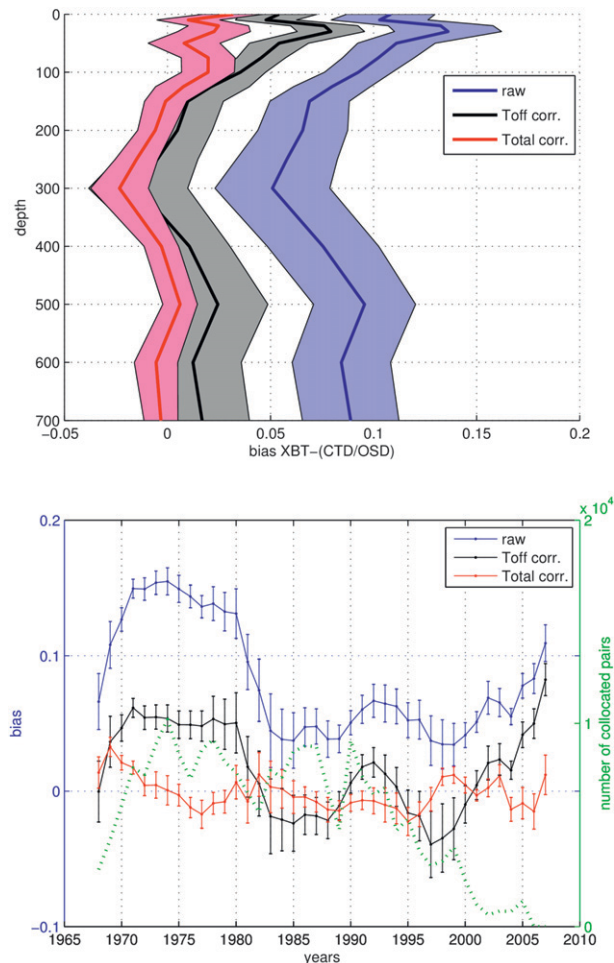 0
100
200
300
400
500
600
700
depth
raw
Toff corr.
Total corr.
−0.05 0 0.05 0.1 0.15 0.2
bias XBT−(CTD/OSD)
x 10⁴
0.2 2
0.1 1
0
−0.1 0
bias
number of collocated pairs
raw
Toff corr.
Total corr.
1965 1970 1975 1980 1985 1990 1995 2000 2005 2010
years